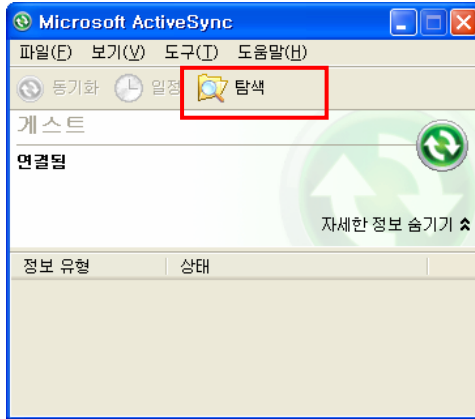 Microsoft ActiveSync
파일(F) 보기(V) 도구(T) 도움말(H)
동기화 일정 탐색
게스트
연결됨
자세한 정보 숨기기
정보 유형 상태